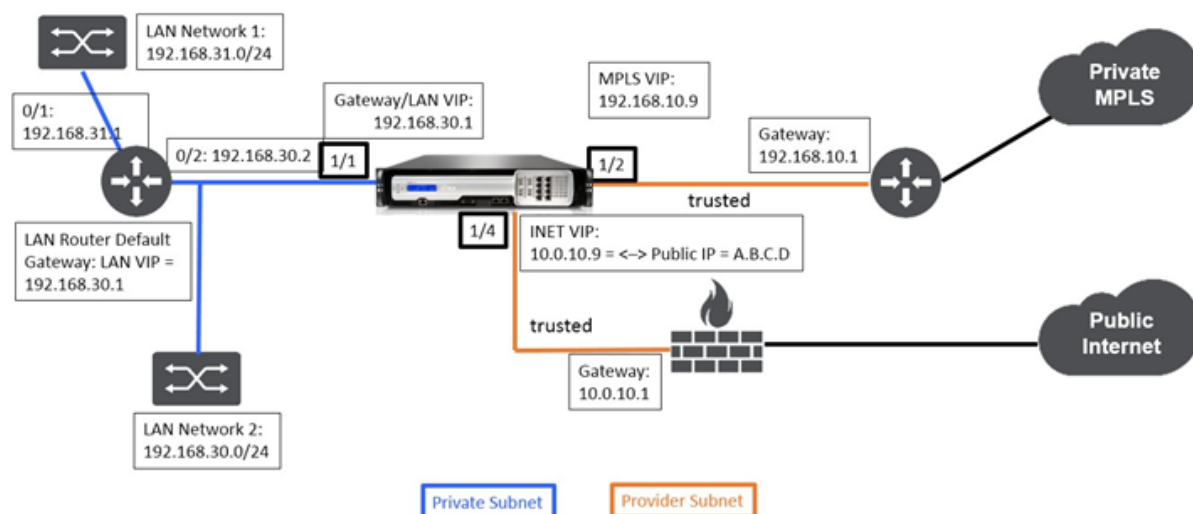 LAN Network 1:
192.168.31.0/24
0/1:
192.168.31.1
0/2: 192.168.30.2
Gateway/LAN VIP:
192.168.30.1
1/1
MPLS VIP:
192.168.10.9
1/2
Gateway:
192.168.10.1
Private
MPLS
trusted
LAN Router Default
Gateway: LAN VIP =
192.168.30.1
1/4
INET VIP:
10.0.10.9 = <–> Public IP = A.B.C.D
trusted
Gateway:
10.0.10.1
Public
Internet
LAN Network 2:
192.168.30.0/24
Private Subnet
Provider Subnet